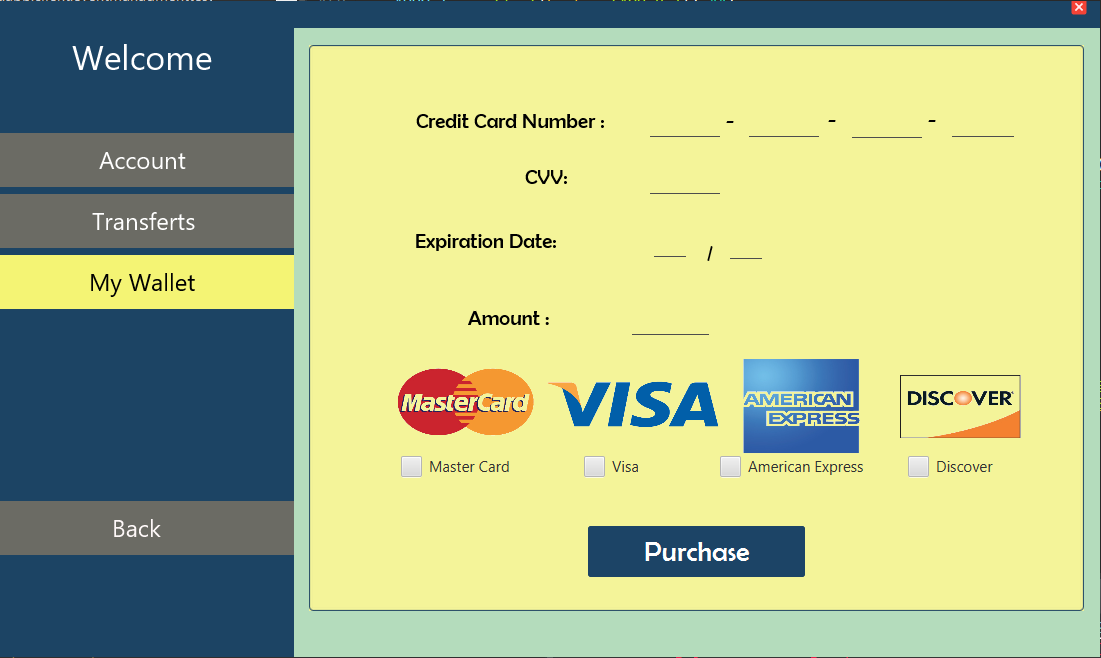 Welcome
Account
Transferts
My Wallet
Back
Credit Card Number : - - -
CVV:
Expiration Date: /
Amount :
MasterCard VISA AMERICAN EXPRESS DISCOVER
Master Card Visa American Express Discover
Purchase